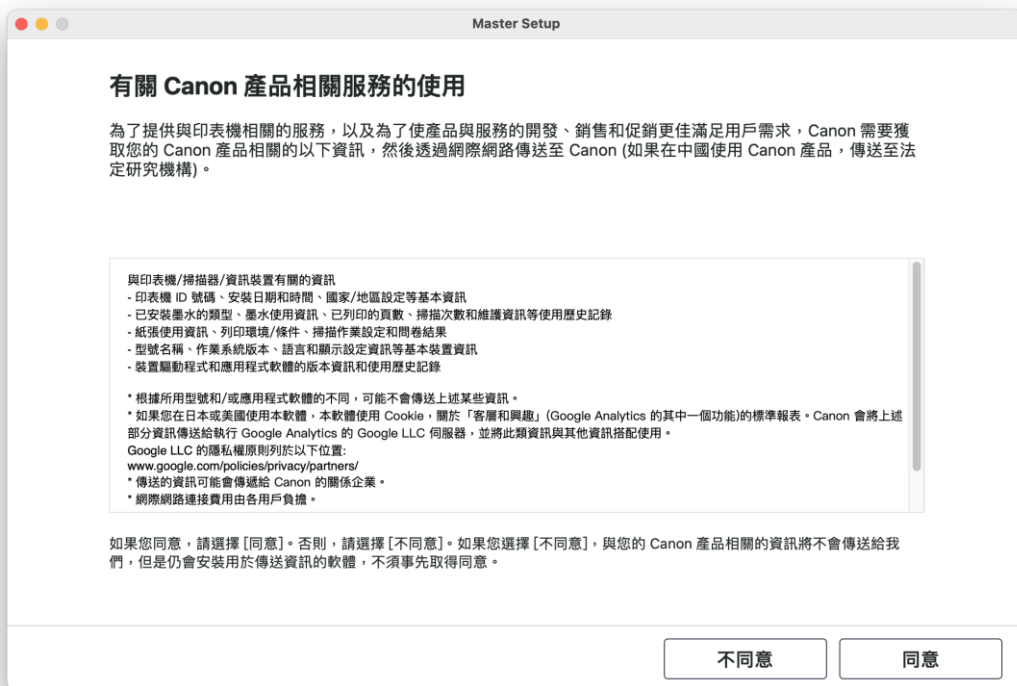 Master Setup
有關 Canon 產品相關服務的使用
為了提供與印表機相關的服務，以及為了使產品與服務的開發、銷售和促銷更佳滿足用戶需求，Canon 需要獲
取您的 Canon 產品相關的以下資訊，然後透過網際網路傳送至 Canon (如果在中國使用 Canon 產品，傳送至法
定研究機構)。
與印表機/掃描器/資訊裝置有關的資訊
- 印表機 ID 號碼、安裝日期和時間、國家/地區設定等基本資訊
- 已安裝墨水的類型、墨水使用資訊、已列印的頁數、掃描次數和維護資訊等使用歷史記錄
- 紙張使用資訊、列印環境/條件、掃描作業設定和問卷結果
- 型號名稱、作業系統版本、語言和顯示設定資訊等基本裝置資訊
- 裝置驅動程式和應用程式軟體的版本資訊和使用歷史記錄
* 根據所用型號和/或應用程式軟體的不同，可能不會傳送上述某些資訊。
* 如果您在日本或美國使用本軟體，本軟體使用 Cookie，關於「客層和興趣」(Google Analytics 的其中一個功能)的標準報表。Canon 會將上述
部分資訊傳送給執行 Google Analytics 的 Google LLC 伺服器，並將此類資訊與其他資訊搭配使用。
Google LLC 的隱私權原則列於以下位置:
www.google.com/policies/privacy/partners/
* 傳送的資訊可能會傳遞給 Canon 的關係企業。
* 網際網路連接費用由各用戶負擔。
如果您同意，請選擇 [同意]。否則，請選擇 [不同意]。如果您選擇 [不同意]，與您的 Canon 產品相關的資訊將不會傳送給我
們，但是仍會安裝用於傳送資訊的軟體，不須事先取得同意。
不同意
同意